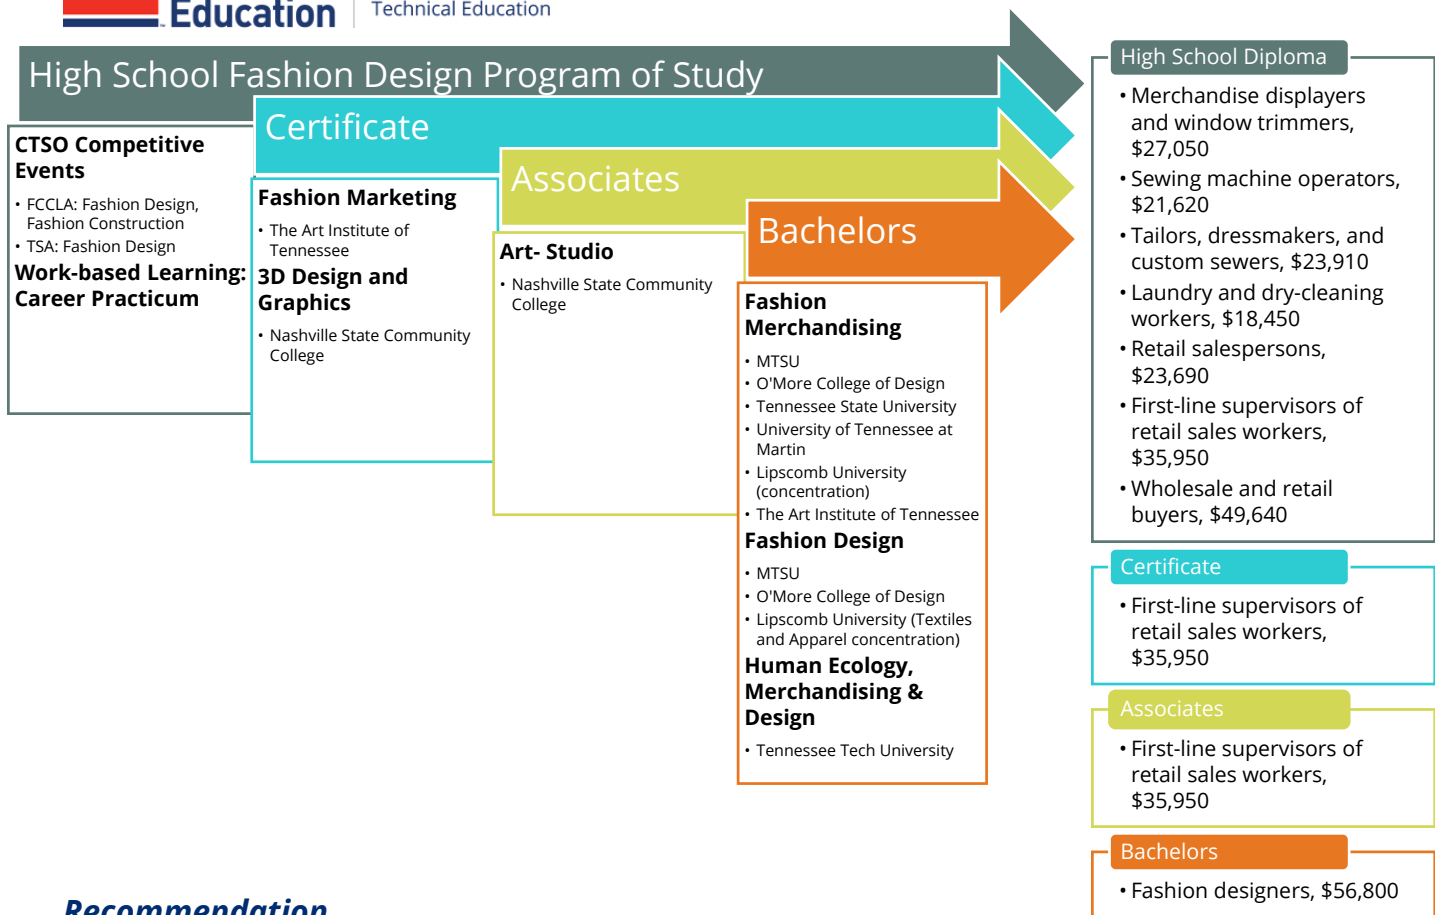 Education
Technical Education
High School Fashion Design Program of Study
CTSO Competitive
Events
• FCCLA: Fashion Design,
Fashion Construction
• TSA: Fashion Design
Work-based Learning:
Career Practicum
Certificate
Fashion Marketing
• The Art Institute of
Tennessee
3D Design and
Graphics
• Nashville State Community
College
Associates
Art- Studio
• Nashville State Community
College
Bachelors
Fashion
Merchandising
• MTSU
• O'More College of Design
• Tennessee State University
• University of Tennessee at
Martin
• Lipscomb University
(concentration)
• The Art Institute of Tennessee
Fashion Design
• MTSU
• O'More College of Design
• Lipscomb University (Textiles
and Apparel concentration)
Human Ecology,
Merchandising &
Design
• Tennessee Tech University
High School Diploma
• Merchandise displayers
and window trimmers,
$27,050
• Sewing machine operators,
$21,620
• Tailors, dressmakers, and
custom sewers, $23,910
• Laundry and dry-cleaning
workers, $18,450
• Retail salespersons,
$23,690
• First-line supervisors of
retail sales workers,
$35,950
• Wholesale and retail
buyers, $49,640
Certificate
• First-line supervisors of
retail sales workers,
$35,950
Associates
• First-line supervisors of
retail sales workers,
$35,950
Bachelors
• Fashion designers, $56,800
Recommendation